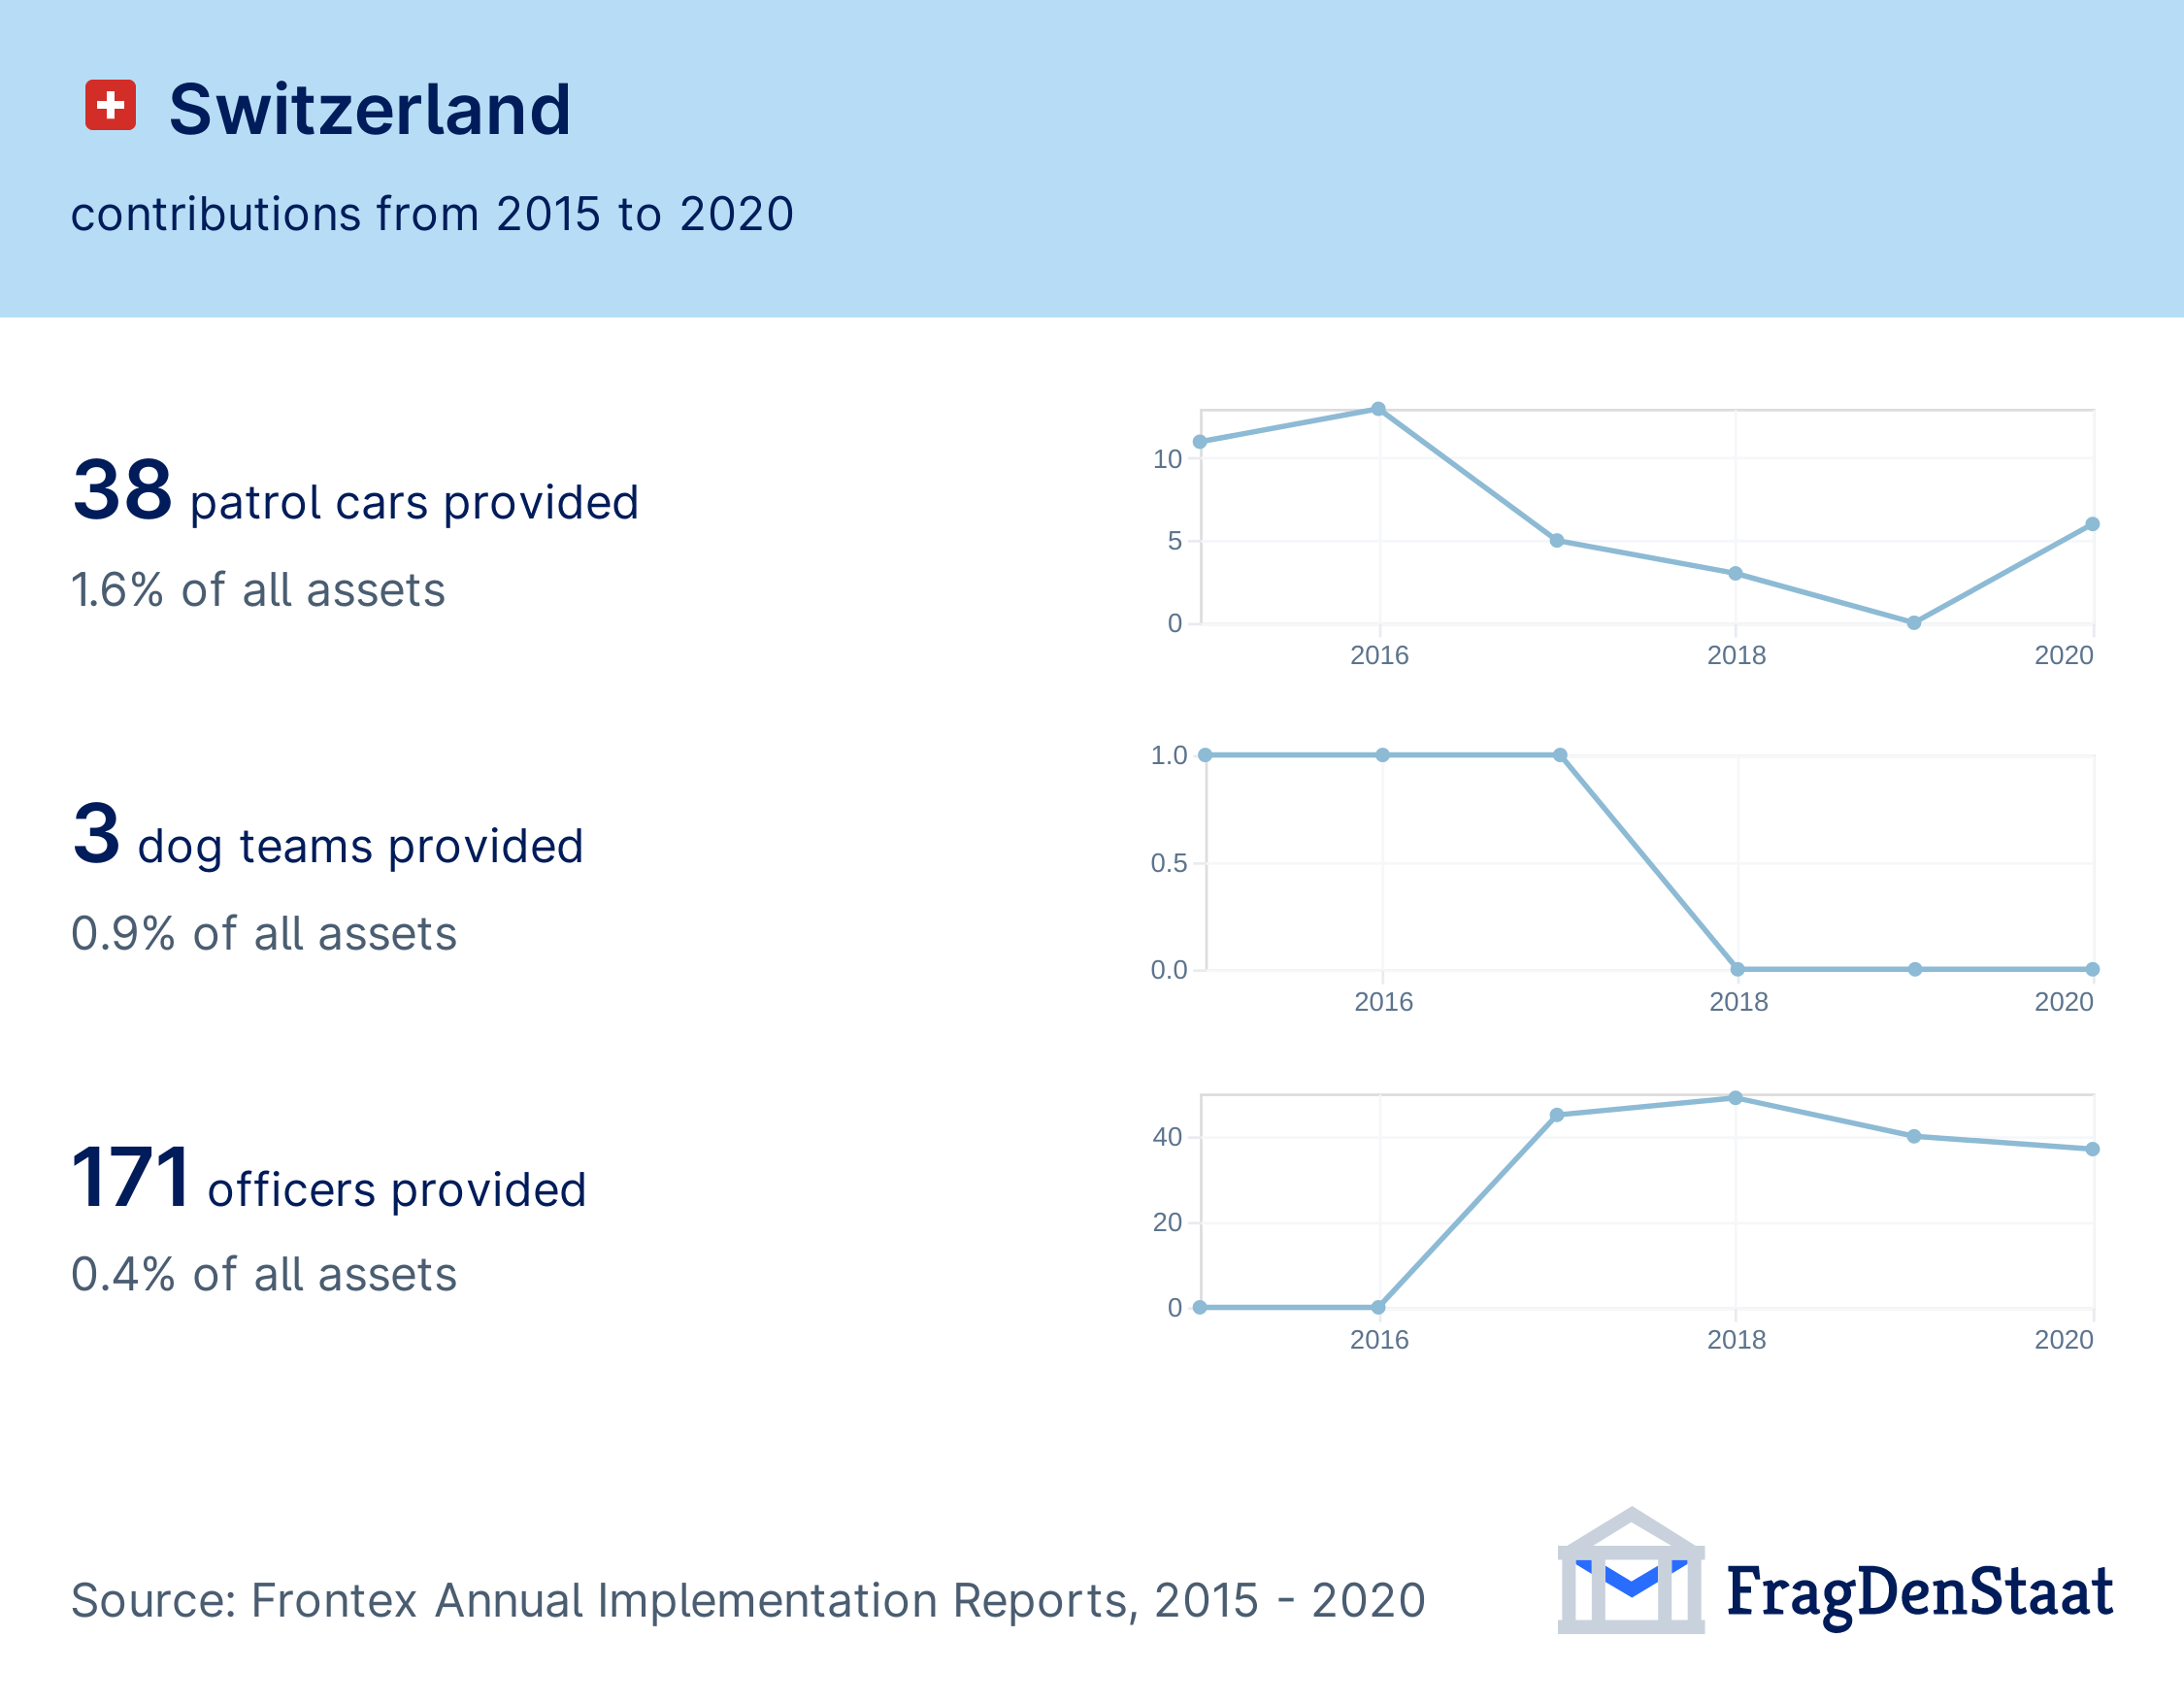 Switzerland
contributions from 2015 to 2020
38 patrol cars provided
1.6% of all assets
10
5
0
2016 2018 2020
3 dog teams provided
0.9% of all assets
1.0
0.5
0.0
2016 2018 2020
171 officers provided
0.4% of all assets
40
20
0
2016 2018 2020
Source: Frontex Annual Implementation Reports, 2015 - 2020
FragDenStaat